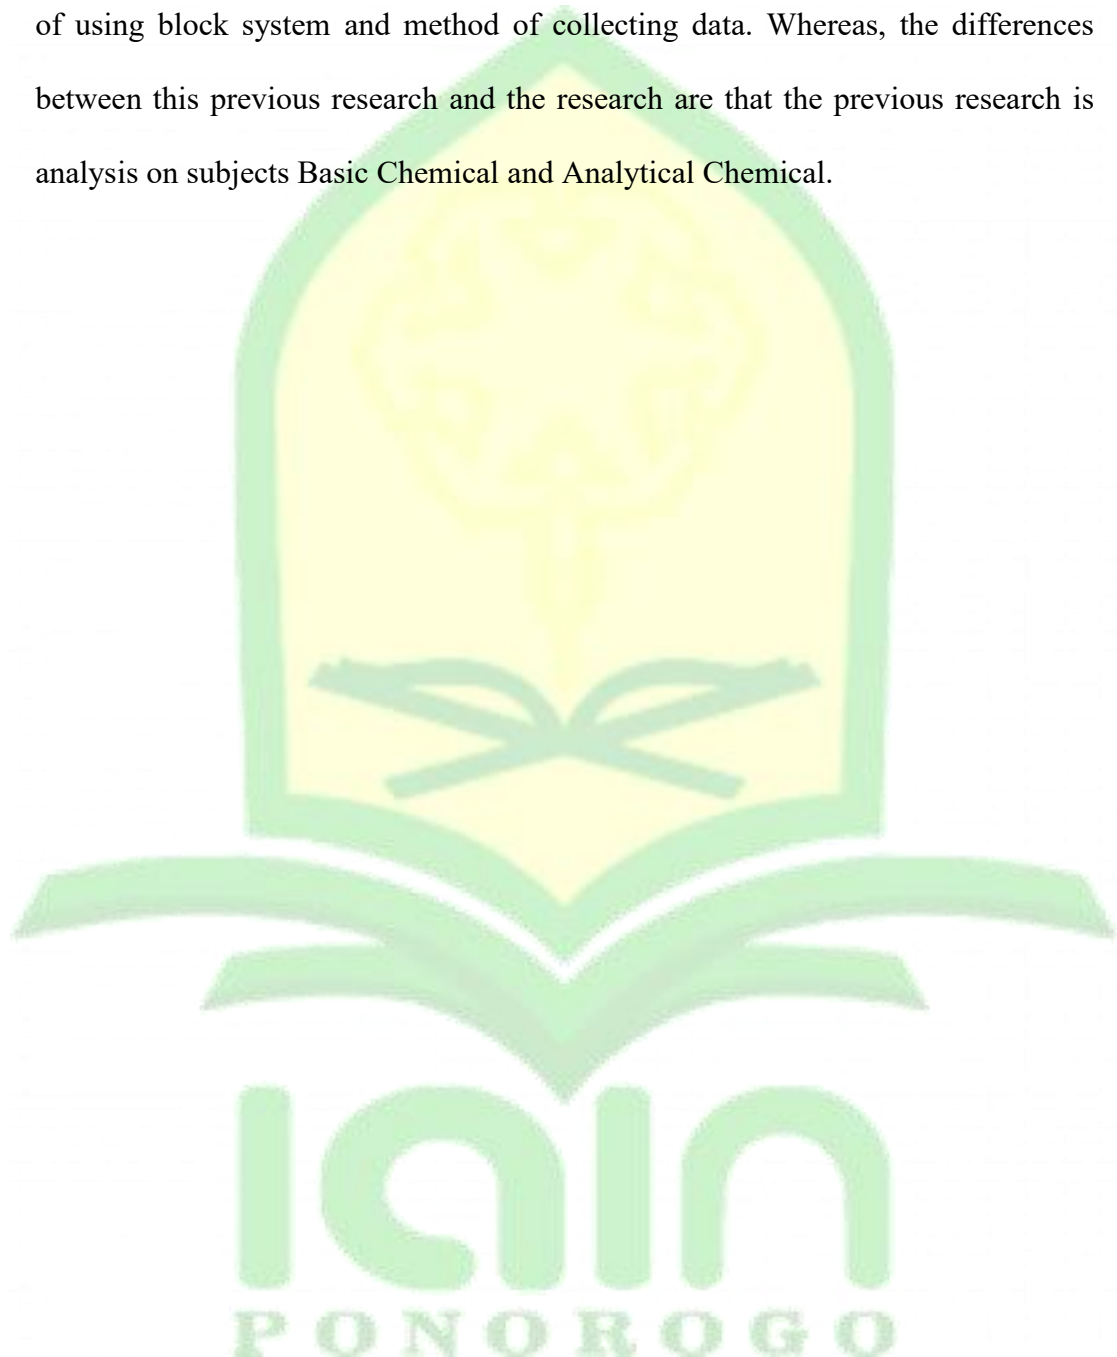 of using block system and method of collecting data. Whereas, the differences
between this previous research and the research are that the previous research is
analysis on subjects Basic Chemical and Analytical Chemical.
iain
PONOROGO